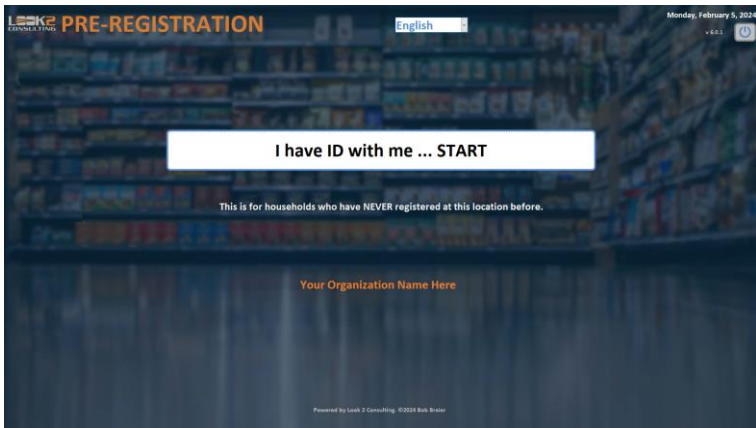 LOOK2
CONSULTING
PRE-REGISTRATION
English
Monday, February 5, 2024
v 6.0.1
I have ID with me ... START
This is for households who have NEVER registered at this location before.
Your Organization Name Here
Powered by Look 2 Consulting. ©2024 Bob Breier